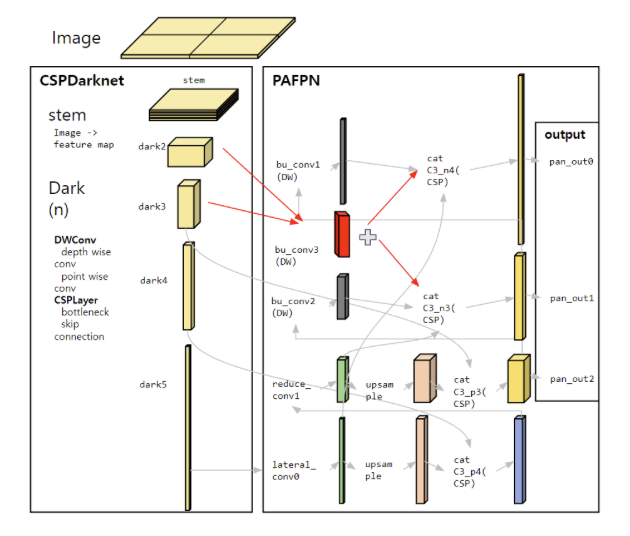 Image
CSPDarknet
stem
stem
Image ->
feature map
dark2
Dark
(n)
dark3
DWConv
depth wise
conv
point wise
conv
CSPLayer
bottleneck
skip
connection
dark4
dark5
PAFPN
bu_conv1
(DW)
cat
C3_n4(
CSP)
bu_conv3
(DW)
bu_conv2
(DW)
cat
C3_n3(
CSP)
reduce_
conv1
upsam
ple
cat
C3_p3(
CSP)
lateral_
conv0
upsam
ple
cat
C3_p4(
CSP)
output
pan_out0
pan_out1
pan_out2